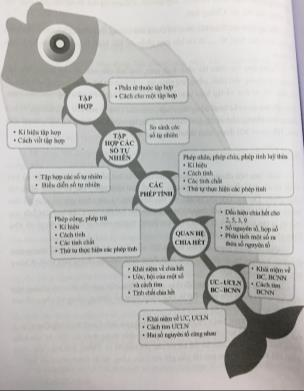 TẬP
HỢP
• Phần tử thuộc tập hợp
• Cách cho một tập hợp
• Kí hiệu tập hợp
• Cách viết tập hợp
TẬP
HỢP CÁC
SỐ TỰ
NHIÊN
So sánh các
số tự nhiên
• Tập hợp các số tự nhiên
• Biểu diễn số tự nhiên
CÁC
PHÉP TÍNH
Phép nhân, phép chia, phép tính luỹ thừa
• Kí hiệu
• Cách tính
• Các tính chất
• Thứ tự thực hiện các phép tính
Phép cộng, phép trừ
• Kí hiệu
• Cách tính
• Các tính chất
• Thứ tự thực hiện các phép tính
QUAN HỆ
CHIA HẾT
• Dấu hiệu chia hết cho
2, 5, 3, 9
• Số nguyên tố, hợp số
• Phân tích một số ra
thừa số nguyên tố
• Khái niệm về chia hết
• Ước, bội của một số
và cách tìm
• Tính chất chia hết
ƯC – ƯCLN
BC – BCNN
• Khái niệm về
BC, BCNN
• Cách tìm
BCNN
• Khái niệm về ƯC, ƯCLN
• Cách tìm ƯCLN
• Hai số nguyên tố cùng nhau